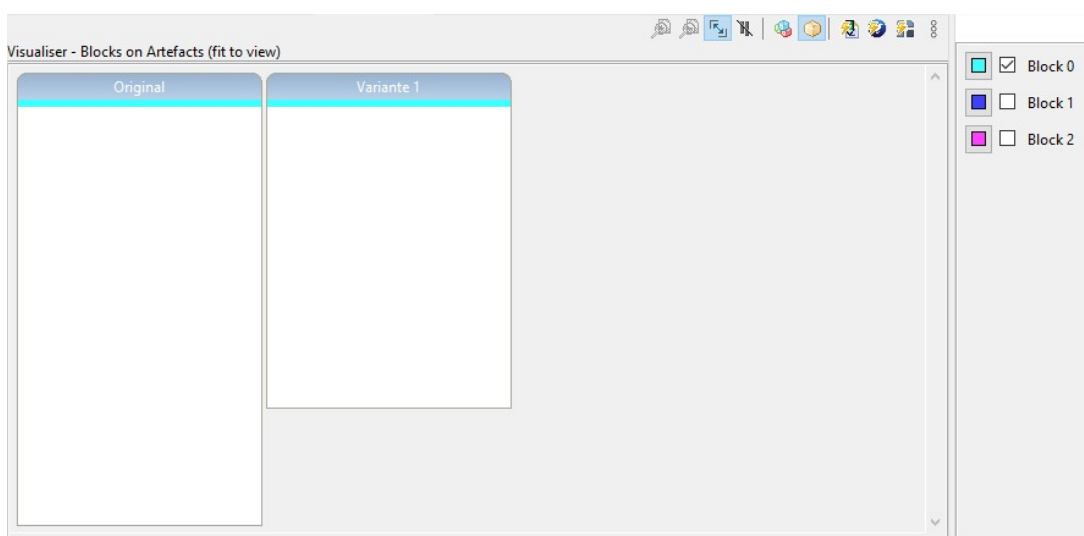 Visualiser - Blocks on Artefacts (fit to view)
Original
Variante 1
Block 0
Block 1
Block 2